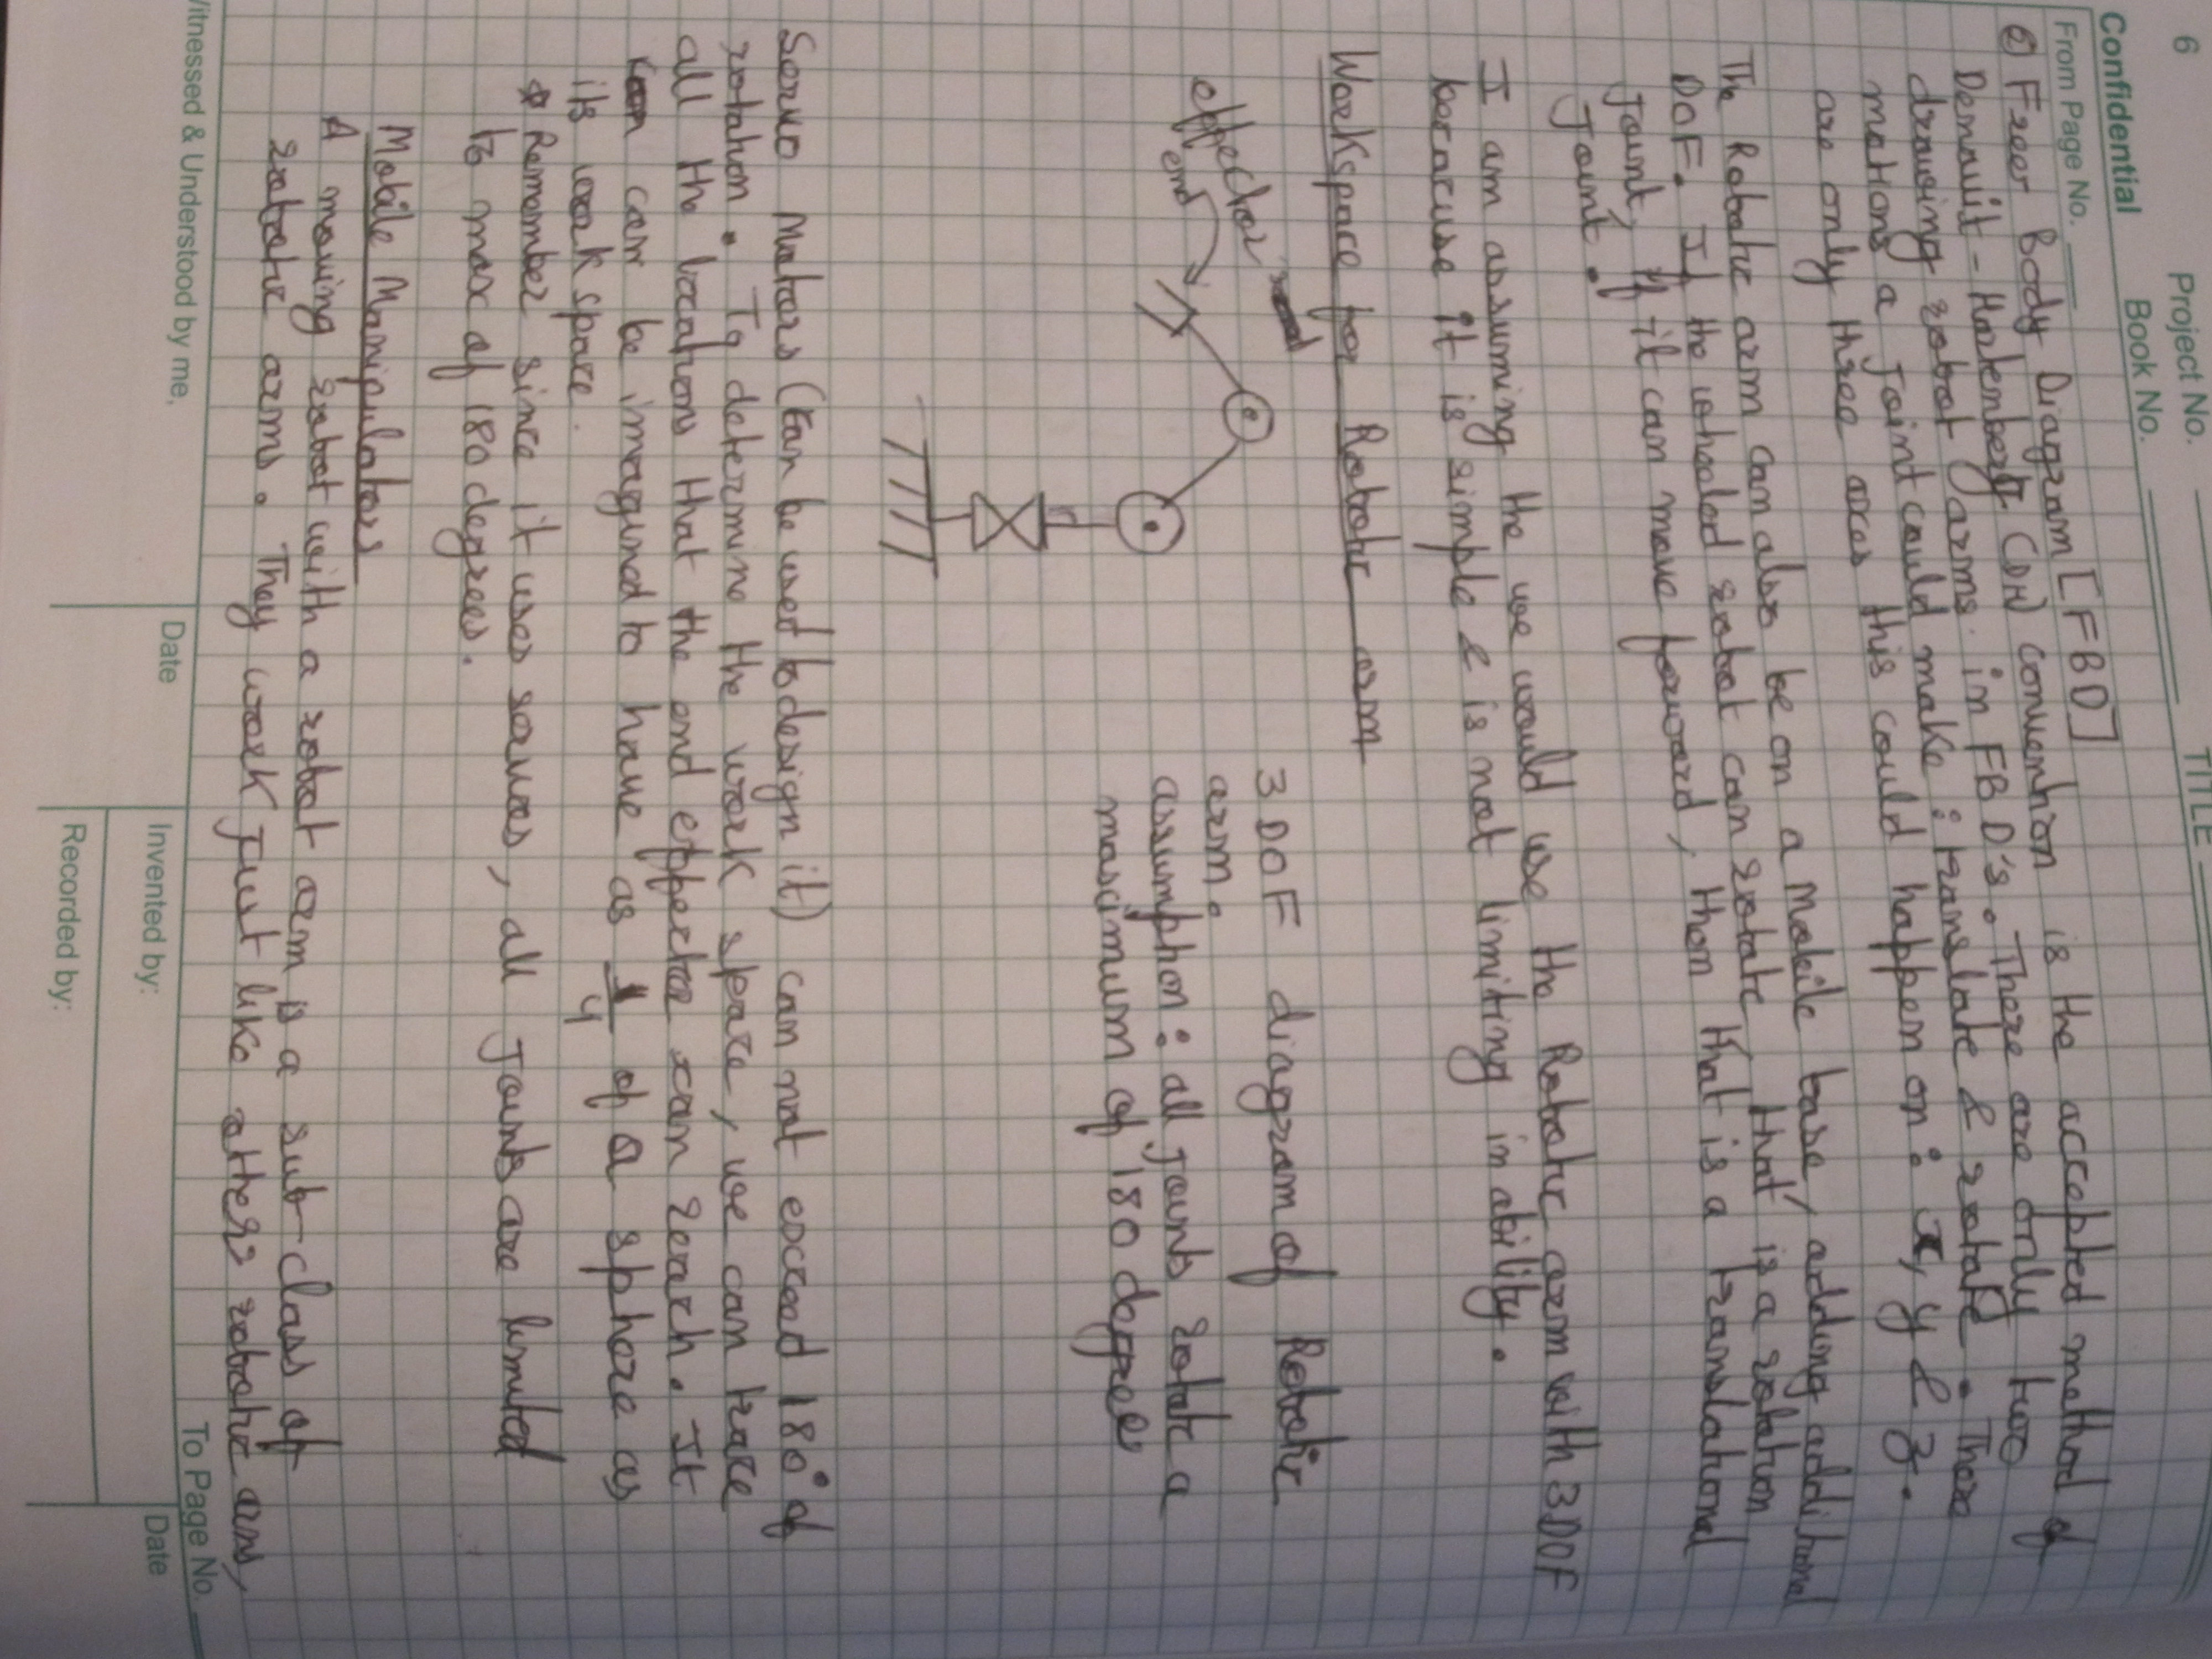 6
Project No.
TITLE
Confidential
Book No.
From Page No.
e) Freer Body Diagram [FBD]
Denauit - Hartenberg (DH) convention is the accepted method of
drawing robot arms in FBD's. There are only two
motions a Joint could make : translate & rotate. There
are only three axes this could happen on : x, y & z.
The Robotic arm can also be on a Mobile base, adding additional
DOF. If the wheeled robot can rotate that is a rotation
Joint, if it can move forward, then that is a translational
Joint.
I am assuming the we would use the Robotic arm with 3DOF
because it is simple & is not limiting in ability.
Workspace for Robotic arm
effector
end
3 DOF diagram of Robotic
arm.
assumption : all joints rotate a
maximum of 180 degrees
Servo Motors (can be used to design it) can not exceed 180° of
rotation. To determine the work space, we can trace
all the locations that the end effector can reach. It
can be imagined to have as 1/4 of a sphere as
its work space.
* Remember since it uses servos, all Joints are limited
to max of 180 degrees.
Mobile Manipulators
A moving robot with a robot arm is a sub-class of
robotic arms. They work Just like other robotic arms,
To Page No.
Witnessed & Understood by me,
Date
Invented by:
Date
Recorded by: